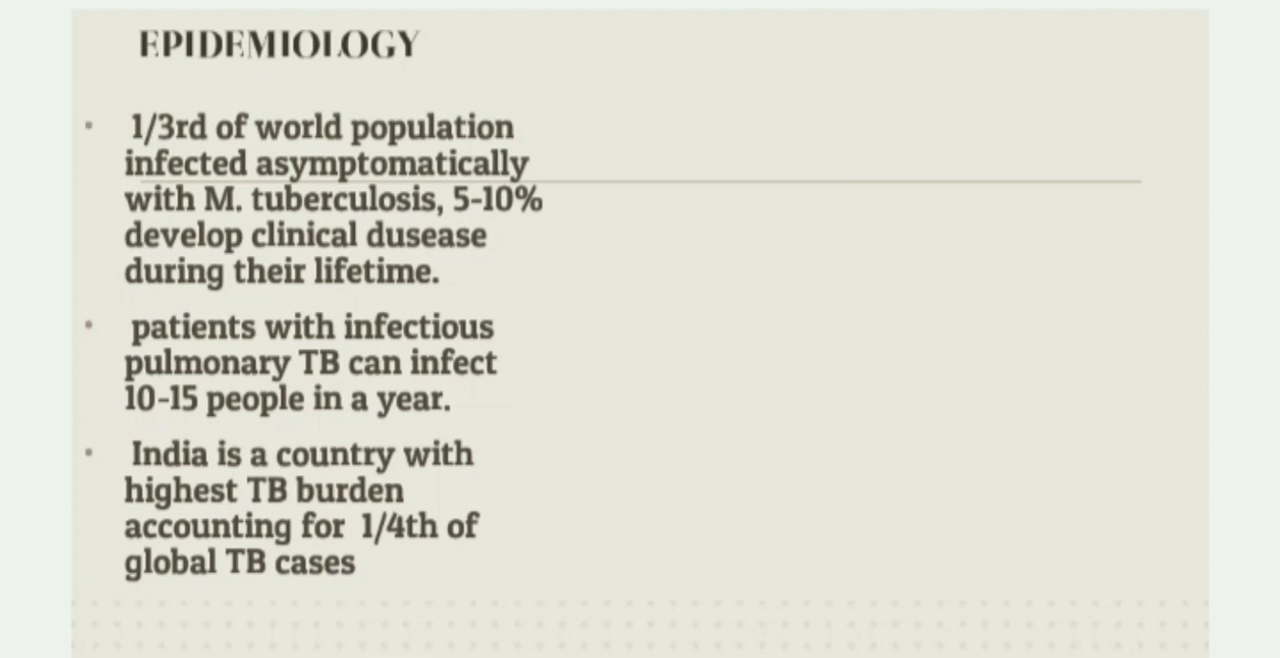 EPIDEMIOLOGY
• 1/3rd of world population
infected asymptomatically
with M. tuberculosis, 5-10%
develop clinical dusease
during their lifetime.
• patients with infectious
pulmonary TB can infect
10-15 people in a year.
• India is a country with
highest TB burden
accounting for 1/4th of
global TB cases